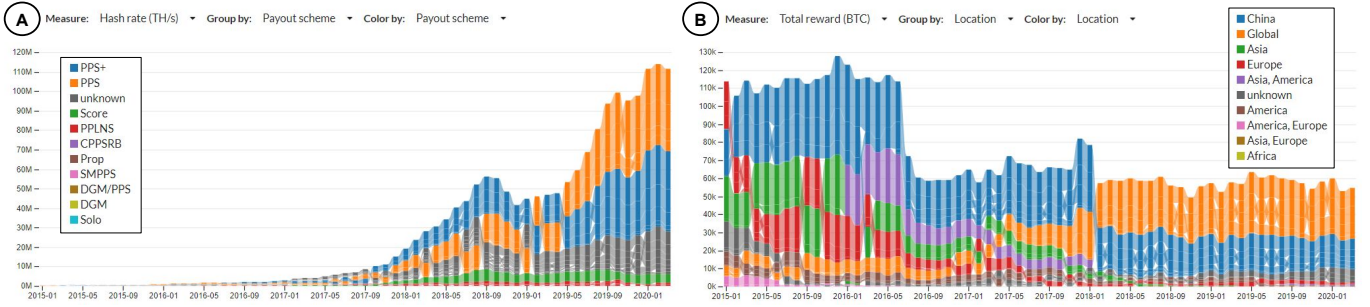 A Measure: Hash rate (TH/s) Group by: Payout scheme Color by: Payout scheme
120M
110M
100M
90M
80M
70M
60M
50M
40M
30M
20M
10M
0M
PPS+
PPS
unknown
Score
PPLNS
CPPSRB
Prop
SMPPS
DGM/PPS
DGM
Solo
2015-01 2015-05 2015-09 2016-01 2016-05 2016-09 2017-01 2017-05 2017-09 2018-01 2018-05 2018-09 2019-01 2019-05 2019-09 2020-01
B Measure: Total reward (BTC) Group by: Location Color by: Location
130k
120k
110k
100k
90k
80k
70k
60k
50k
40k
30k
20k
10k
0k
China
Global
Asia
Europe
Asia, America
unknown
America
America, Europe
Asia, Europe
Africa
2015-01 2015-05 2015-09 2016-01 2016-05 2016-09 2017-01 2017-05 2017-09 2018-01 2018-05 2018-09 2019-01 2019-05 2019-09 2020-01